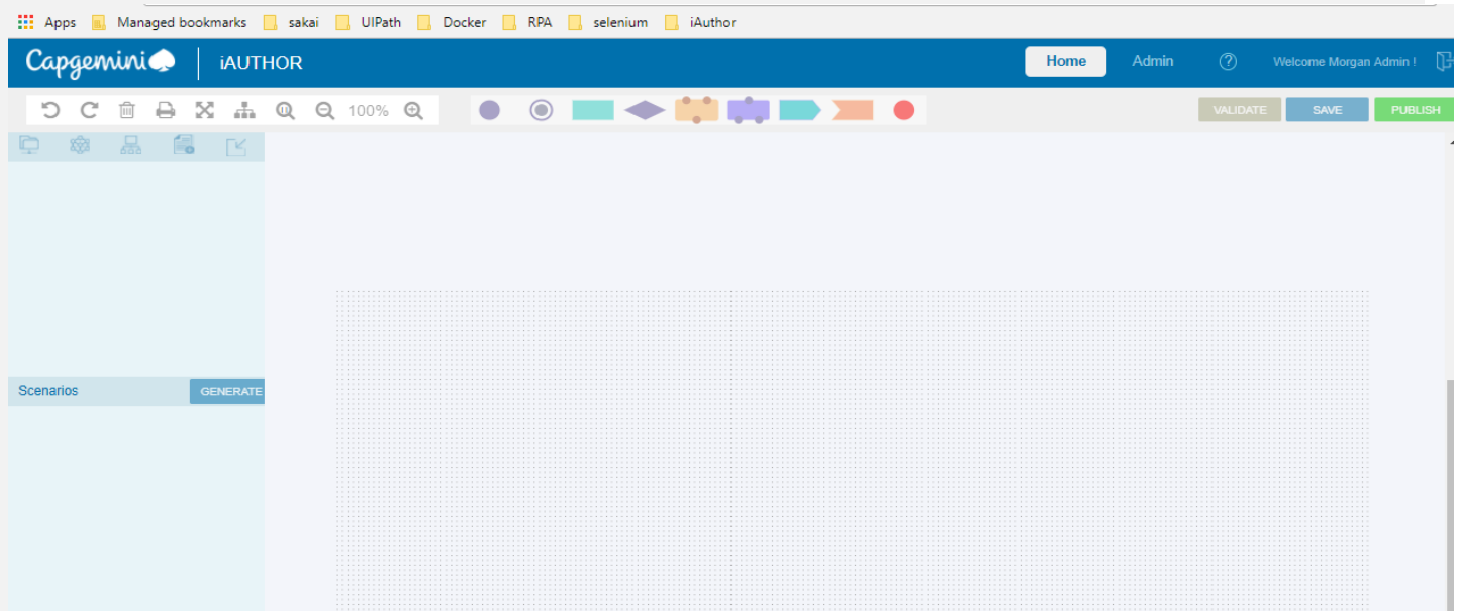 Apps Managed bookmarks sakai UIPath Docker RPA selenium iAuthor
Capgemini iAUTHOR Home Admin ? Welcome Morgan Admin !
100% VALIDATE SAVE PUBLISH
Scenarios GENERATE